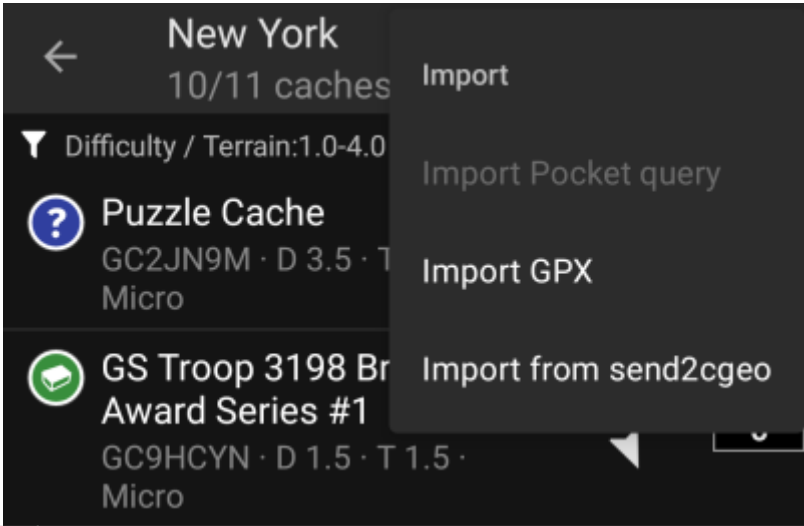 New York
10/11 caches
Difficulty / Terrain:1.0-4.0
?
Puzzle Cache
GC2JN9M · D 3.5 · T
Micro
GS Troop 3198 Br
Award Series #1
GC9HCYN · D 1.5 · T 1.5 ·
Micro
Import
Import Pocket query
Import GPX
Import from send2cgeo